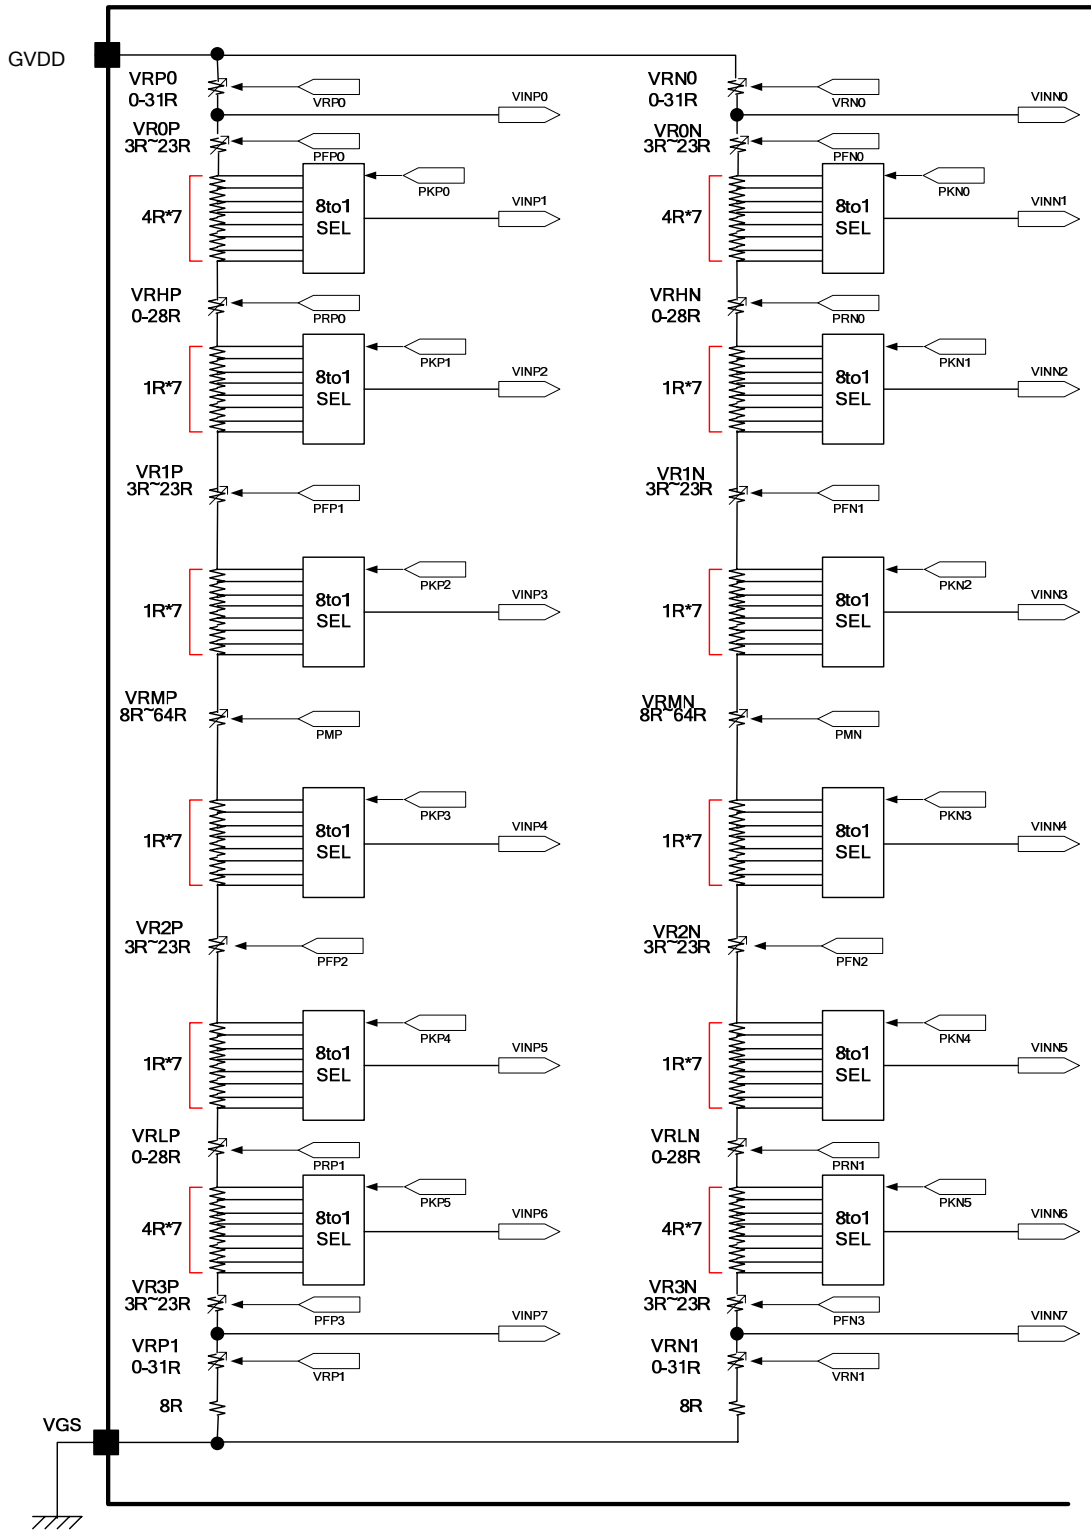 GVDD
VRP0
0-31R
VRP0
VINP0
VR0P
3R~23R
PFP0
4R*7
8to1
SEL
PKP0
VINP1
VRHP
0-28R
PRP0
1R*7
8to1
SEL
PKP1
VINP2
VR1P
3R~23R
PFP1
1R*7
8to1
SEL
PKP2
VINP3
VRMP
8R~64R
PMP
1R*7
8to1
SEL
PKP3
VINP4
VR2P
3R~23R
PFP2
1R*7
8to1
SEL
PKP4
VINP5
VRLP
0-28R
PRP1
4R*7
8to1
SEL
PKP5
VINP6
VR3P
3R~23R
PFP3
VINP7
VRP1
0-31R
VRP1
8R
VGS
VRN0
0-31R
VRN0
VINN0
VR0N
3R~23R
PFN0
4R*7
8to1
SEL
PKN0
VINN1
VRHN
0-28R
PRN0
1R*7
8to1
SEL
PKN1
VINN2
VR1N
3R~23R
PFN1
1R*7
8to1
SEL
PKN2
VINN3
VRMN
8R~64R
PMN
1R*7
8to1
SEL
PKN3
VINN4
VR2N
3R~23R
PFN2
1R*7
8to1
SEL
PKN4
VINN5
VRLN
0-28R
PRN1
4R*7
8to1
SEL
PKN5
VINN6
VR3N
3R~23R
PFN3
VINN7
VRN1
0-31R
VRN1
8R